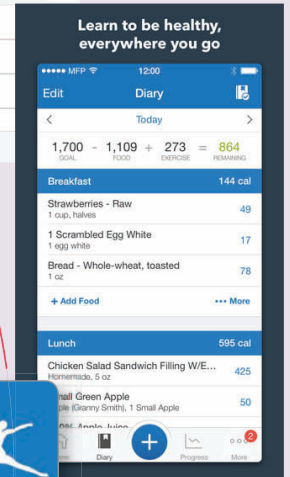 Learn to be healthy,
everywhere you go
MFP 12:00
Edit Diary
< Today >
1,700 - 1,109 + 273 = 864
GOAL FOOD EXERCISE REMAINING
Breakfast 144 cal
Strawberries - Raw
1 cup, halves
49
1 Scrambled Egg White
1 egg white
17
Bread - Whole-wheat, toasted
1 oz
78
+ Add Food ••• More
Lunch 595 cal
Chicken Salad Sandwich Filling W/E...
Homemade, 5 oz
425
Green Apple
(Granny Smith), 1 Small Apple
50
Apple Juice
2
Diary + Progress More